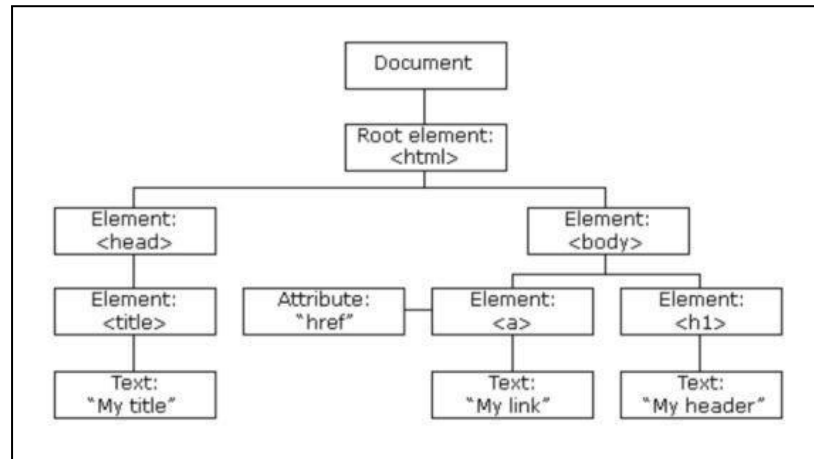 Document
Root element:
<html>
Element:
<head>
Element:
<body>
Element:
<title>
Attribute:
“href”
Element:
<a>
Element:
<h1>
Text:
“My title”
Text:
“My link”
Text:
“My header”